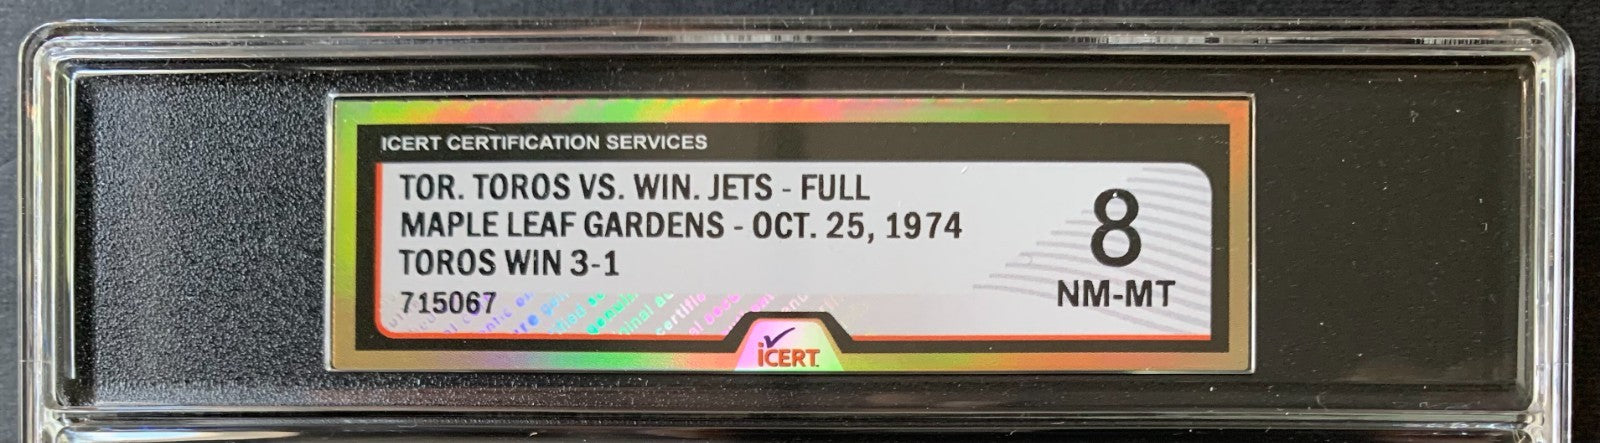 ICERT CERTIFICATION SERVICES
TOR. TOROS VS. WIN. JETS - FULL
MAPLE LEAF GARDENS - OCT. 25, 1974
TOROS WIN 3-1
715067
8
NM-MT
iCERT